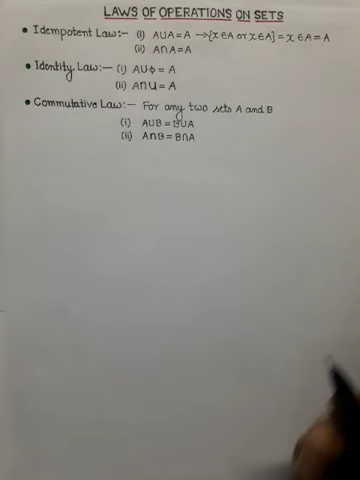 LAWS OF OPERATIONS ON SETS
• Idempotent Law:- (i) A∪A=A → {x∈A or x∈A} = x∈A = A
(ii) A∩A=A
• Identity Law:- (i) A∪ϕ = A
(ii) A∩U = A
• Commutative Law:- For any two sets A and B
(i) A∪B = B∪A
(ii) A∩B = B∩A